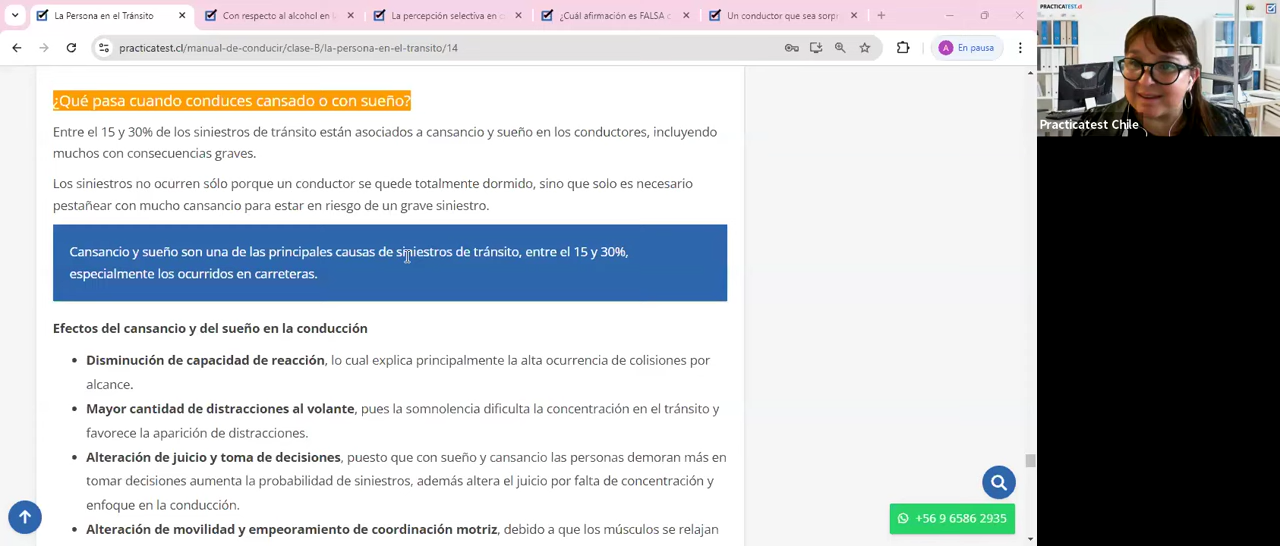 La Persona en el Tránsito
Con respecto al alcohol en l
La percepción selectiva en c
¿Cuál afirmación es FALSA c
Un conductor que sea sorpr
practicatest.cl/manual-de-conducir/clase-B/la-persona-en-el-transito/14
A
En pausa
¿Qué pasa cuando conduces cansado o con sueño?
Entre el 15 y 30% de los siniestros de tránsito están asociados a cansancio y sueño en los conductores, incluyendo
muchos con consecuencias graves.
Los siniestros no ocurren sólo porque un conductor se quede totalmente dormido, sino que solo es necesario
pestañear con mucho cansancio para estar en riesgo de un grave siniestro.
Cansancio y sueño son una de las principales causas de siniestros de tránsito, entre el 15 y 30%,
especialmente los ocurridos en carreteras.
Efectos del cansancio y del sueño en la conducción
Disminución de capacidad de reacción, lo cual explica principalmente la alta ocurrencia de colisiones por
alcance.
Mayor cantidad de distracciones al volante, pues la somnolencia dificulta la concentración en el tránsito y
favorece la aparición de distracciones.
Alteración de juicio y toma de decisiones, puesto que con sueño y cansancio las personas demoran más en
tomar decisiones aumenta la probabilidad de siniestros, además altera el juicio por falta de concentración y
enfoque en la conducción.
Alteración de movilidad y empeoramiento de coordinación motriz, debido a que los músculos se relajan
+56 9 6586 2935
PRACTICATEST.cl
Practicatest Chile